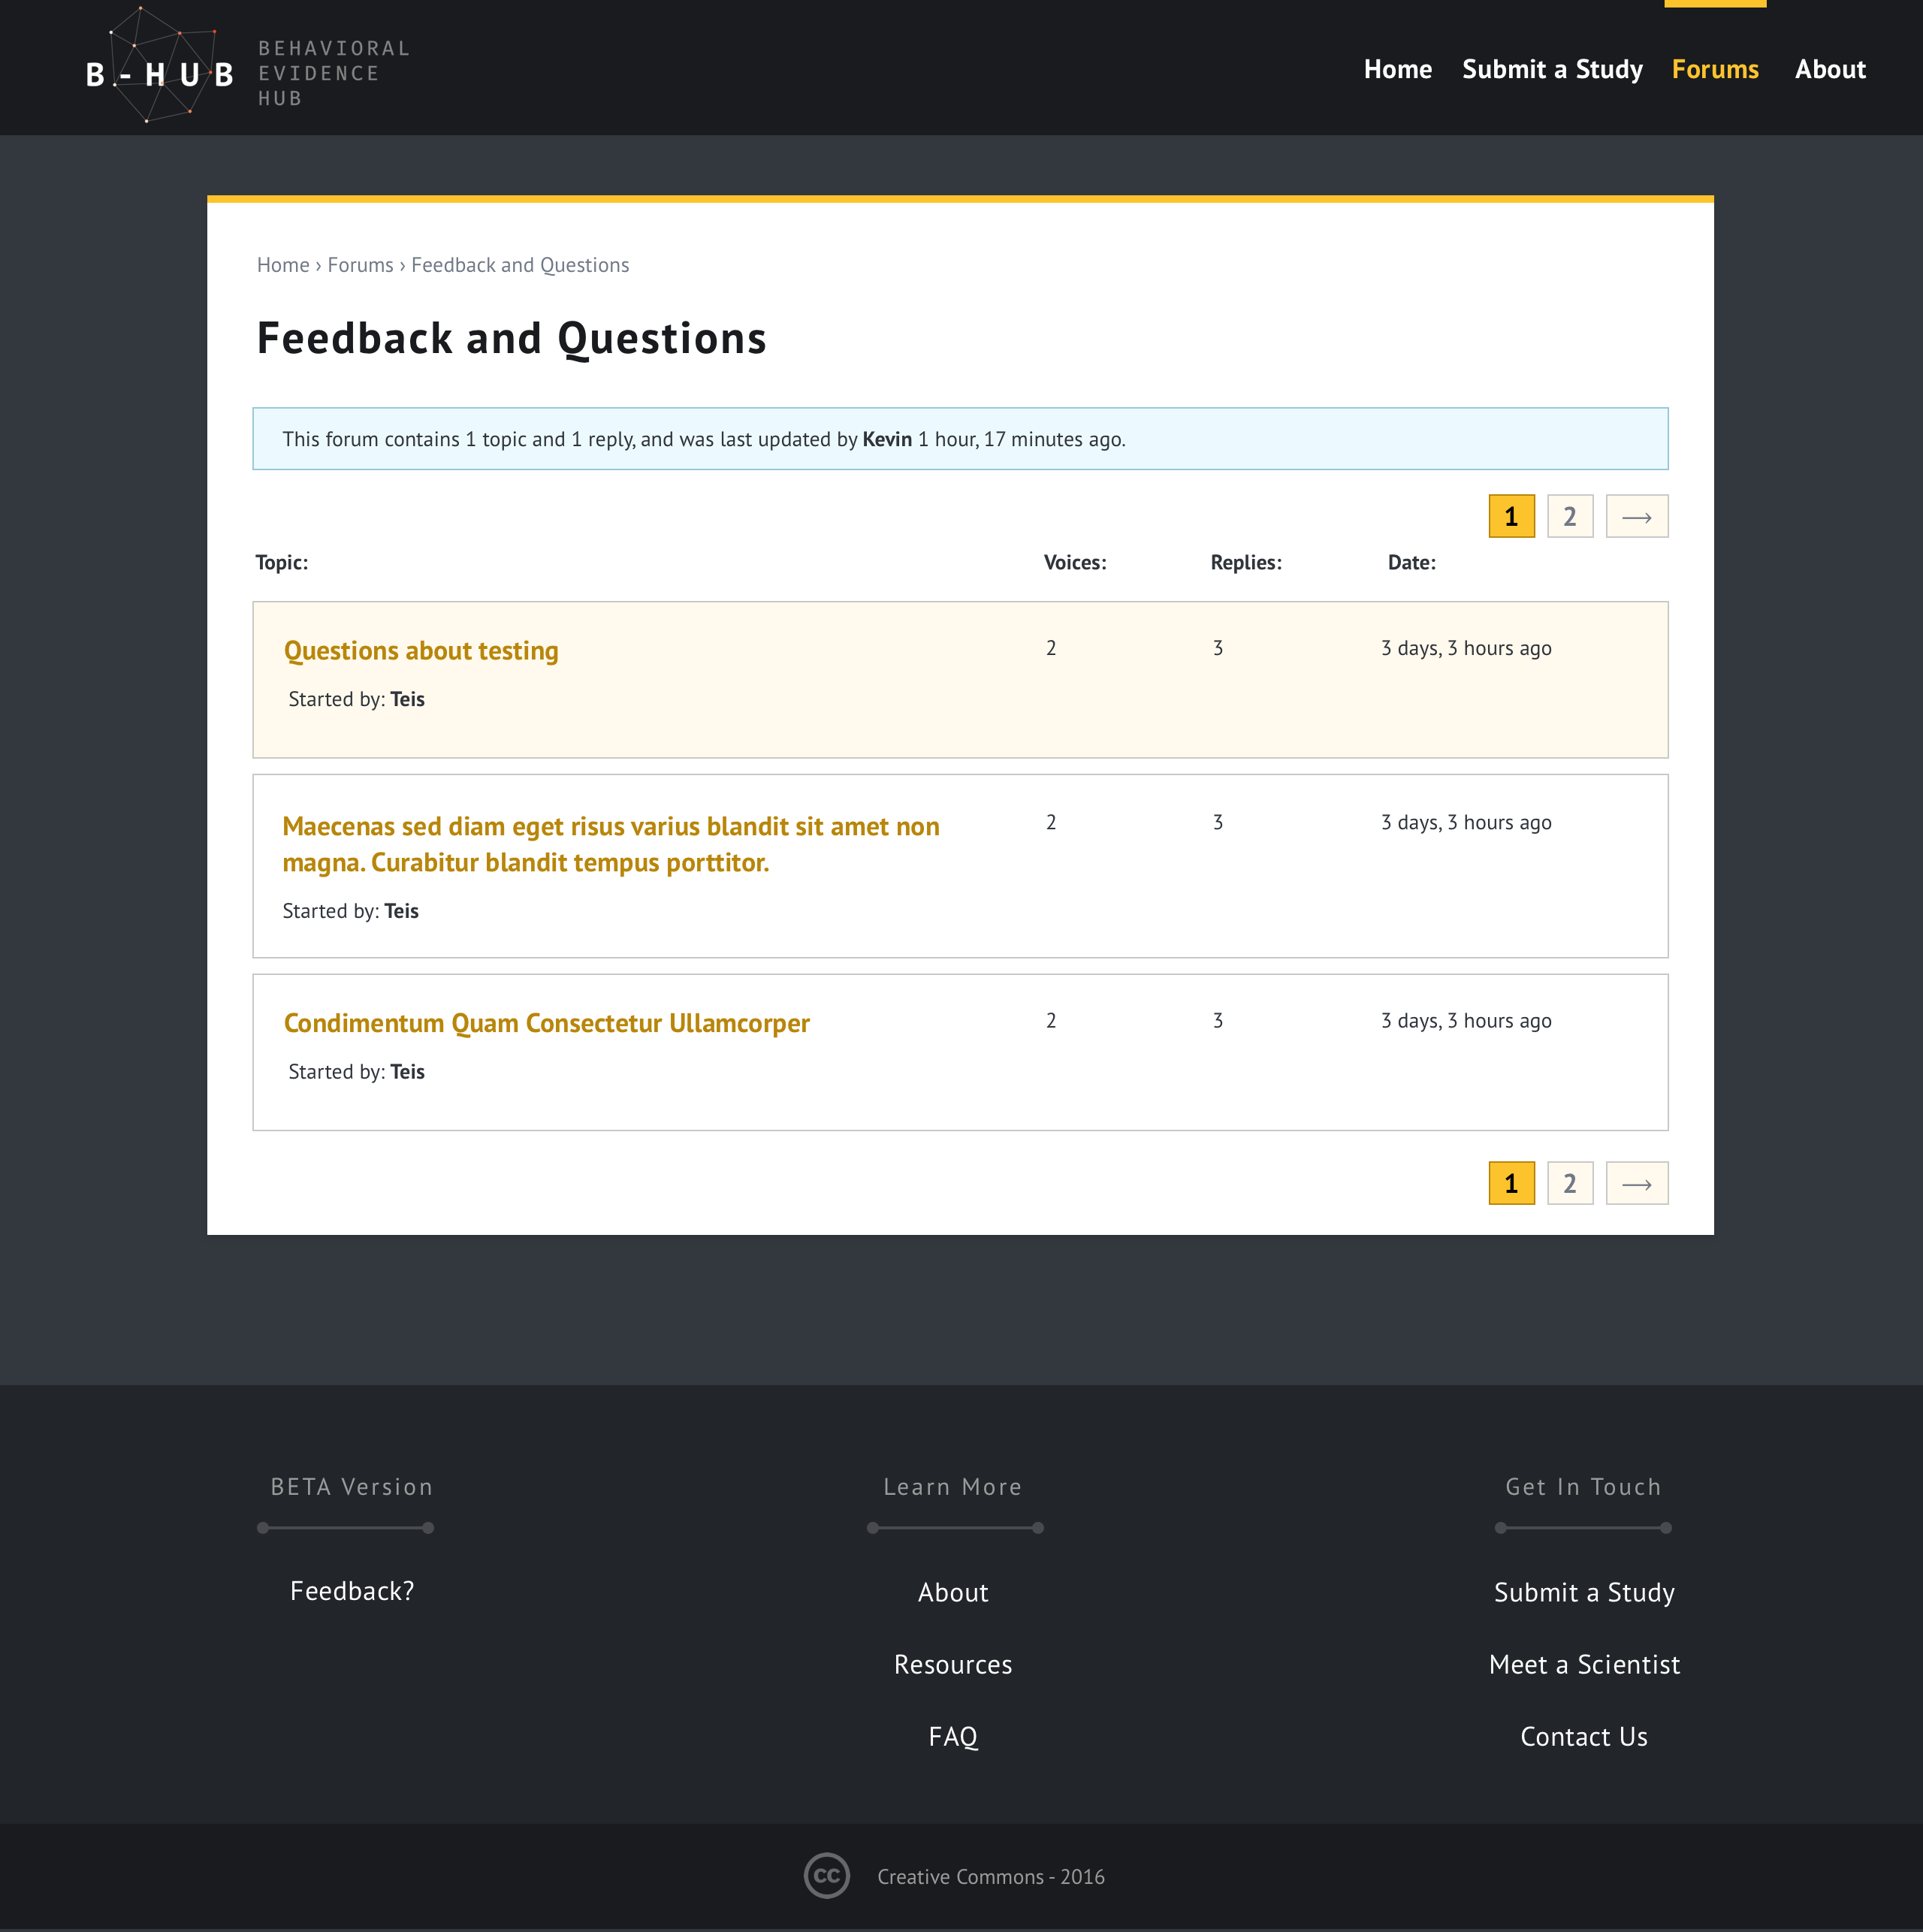 B-HUB
BEHAVIORAL
EVIDENCE
HUB
Home Submit a Study Forums About
Home › Forums › Feedback and Questions
Feedback and Questions
This forum contains 1 topic and 1 reply, and was last updated by Kevin 1 hour, 17 minutes ago.
1 2 →
Topic: Voices: Replies: Date:
Questions about testing 2 3 3 days, 3 hours ago
Started by: Teis
Maecenas sed diam eget risus varius blandit sit amet non 2 3 3 days, 3 hours ago
magna. Curabitur blandit tempus porttitor.
Started by: Teis
Condimentum Quam Consectetur Ullamcorper 2 3 3 days, 3 hours ago
Started by: Teis
1 2 →
BETA Version
Feedback?
Learn More
About
Resources
FAQ
Get In Touch
Submit a Study
Meet a Scientist
Contact Us
cc Creative Commons - 2016